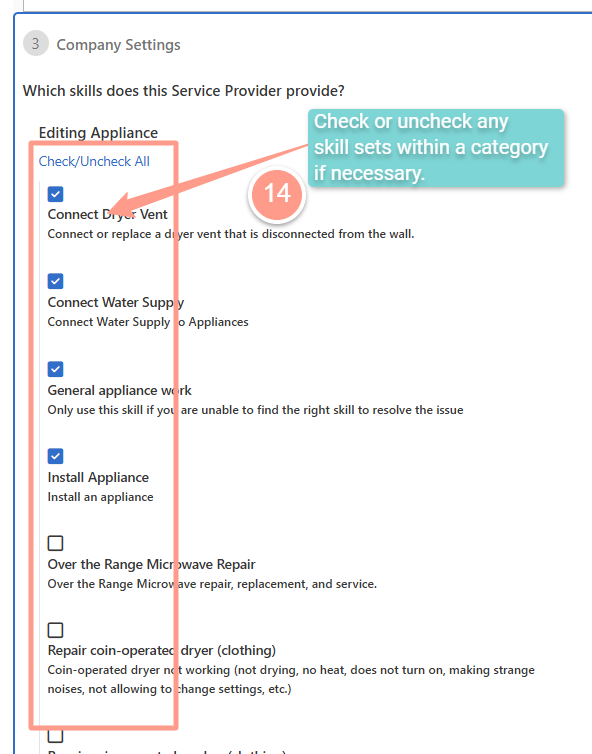 3 Company Settings
Which skills does this Service Provider provide?
Check or uncheck any
skill sets within a category
if necessary.
14
Editing Appliance
Check/Uncheck All
Connect Dryer Vent
Connect or replace a dryer vent that is disconnected from the wall.
Connect Water Supply
Connect Water Supply to Appliances
General appliance work
Only use this skill if you are unable to find the right skill to resolve the issue
Install Appliance
Install an appliance
Over the Range Microwave Repair
Over the Range Microwave repair, replacement, and service.
Repair coin-operated dryer (clothing)
Coin-operated dryer not working (not drying, no heat, does not turn on, making strange
noises, not allowing to change settings, etc.)